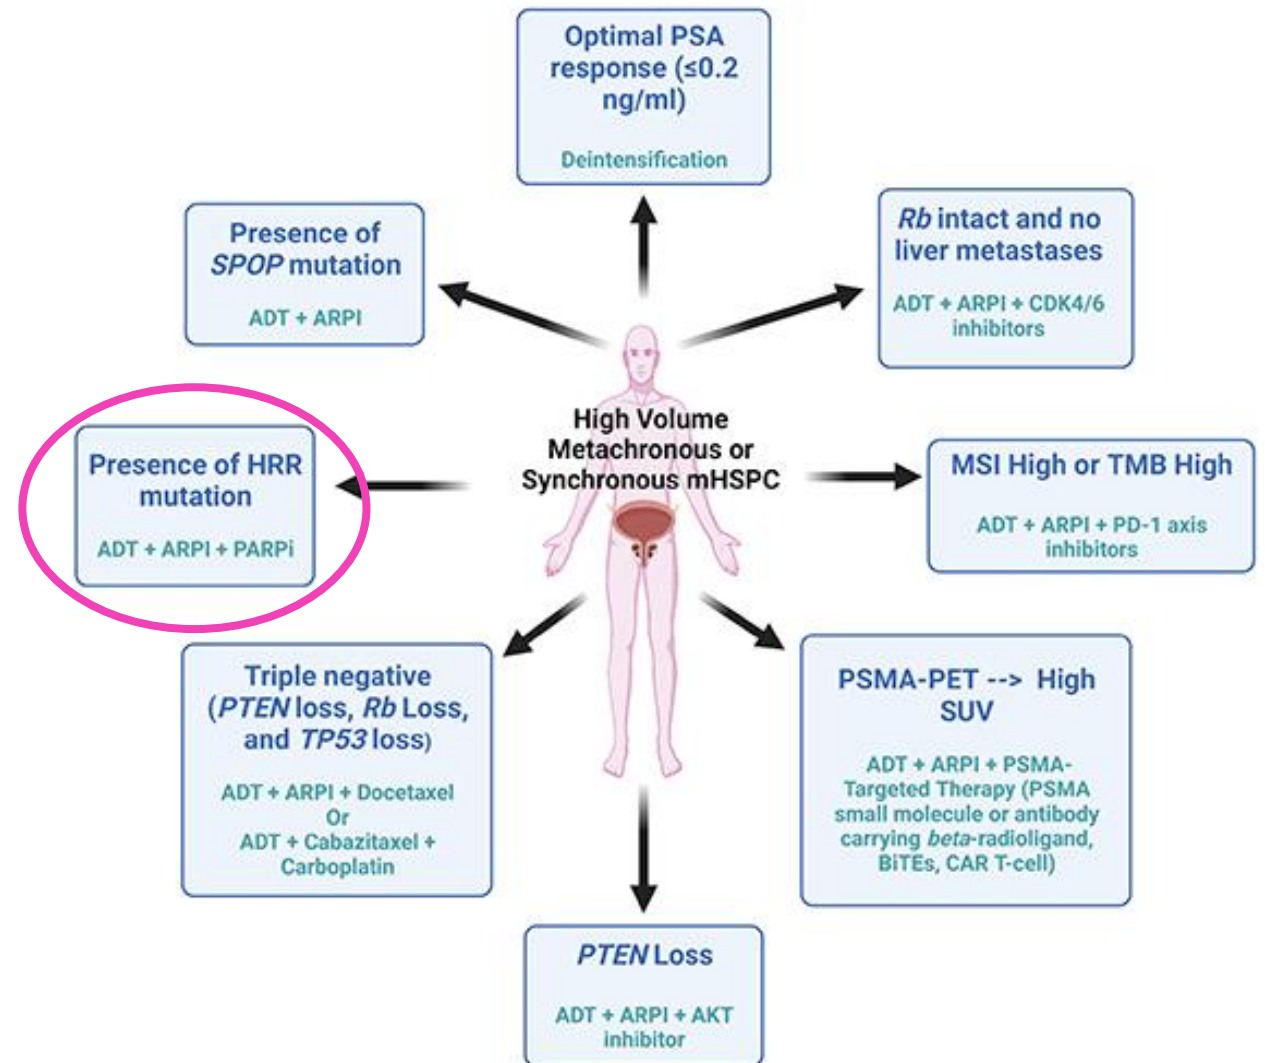 Optimal PSA
response (≤0.2
ng/ml)
Deintensification
Presence of
SPOP mutation
ADT + ARPI
Rb intact and no
liver metastases
ADT + ARPI + CDK4/6
inhibitors
High Volume
Metachronous or
Synchronous mHSPC
Presence of HRR
mutation
ADT + ARPI + PARPi
MSI High or TMB High
ADT + ARPI + PD-1 axis
inhibitors
Triple negative
(PTEN loss, Rb Loss,
and TP53 loss)
ADT + ARPI + Docetaxel
Or
ADT + Cabazitaxel +
Carboplatin
PSMA-PET --> High
SUV
ADT + ARPI + PSMA-
Targeted Therapy (PSMA
small molecule or antibody
carrying beta-radioligand,
BiTEs, CAR T-cell)
PTEN Loss
ADT + ARPI + AKT
inhibitor